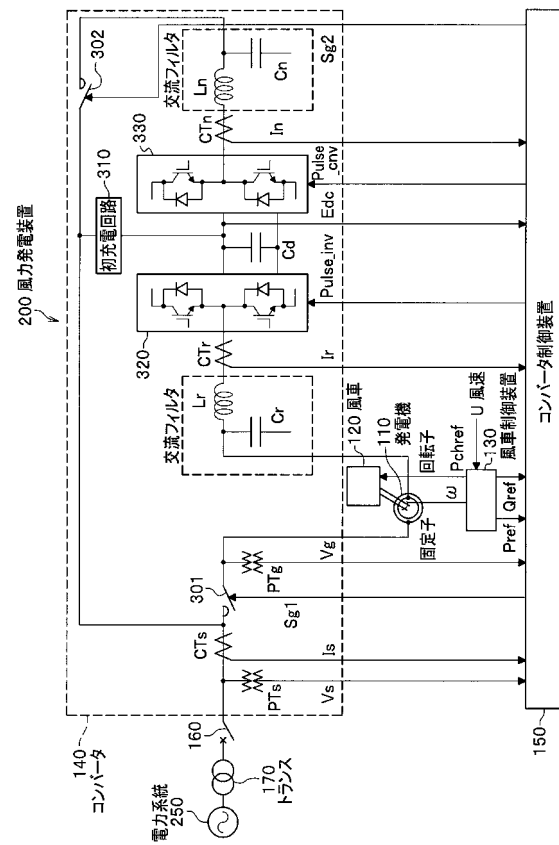 200 風力発電装置
140
コンバータ
電力系統
250
170
トランス
160
PTs
Vs
CTs
Is
301
Sg1
PTg
Vg
固定子
回転子
110
発電機
120 風車
ω
Pchref
U 風速
風車制御装置
130
Pref
Qref
交流フィルタ
Lr
Cr
CTr
Ir
320
Pulse_inv
Cd
Edc
初充電回路
310
330
Pulse
_cnv
CTn
In
交流フィルタ
Ln
Cn
Sg2
302
コンバータ制御装置
150